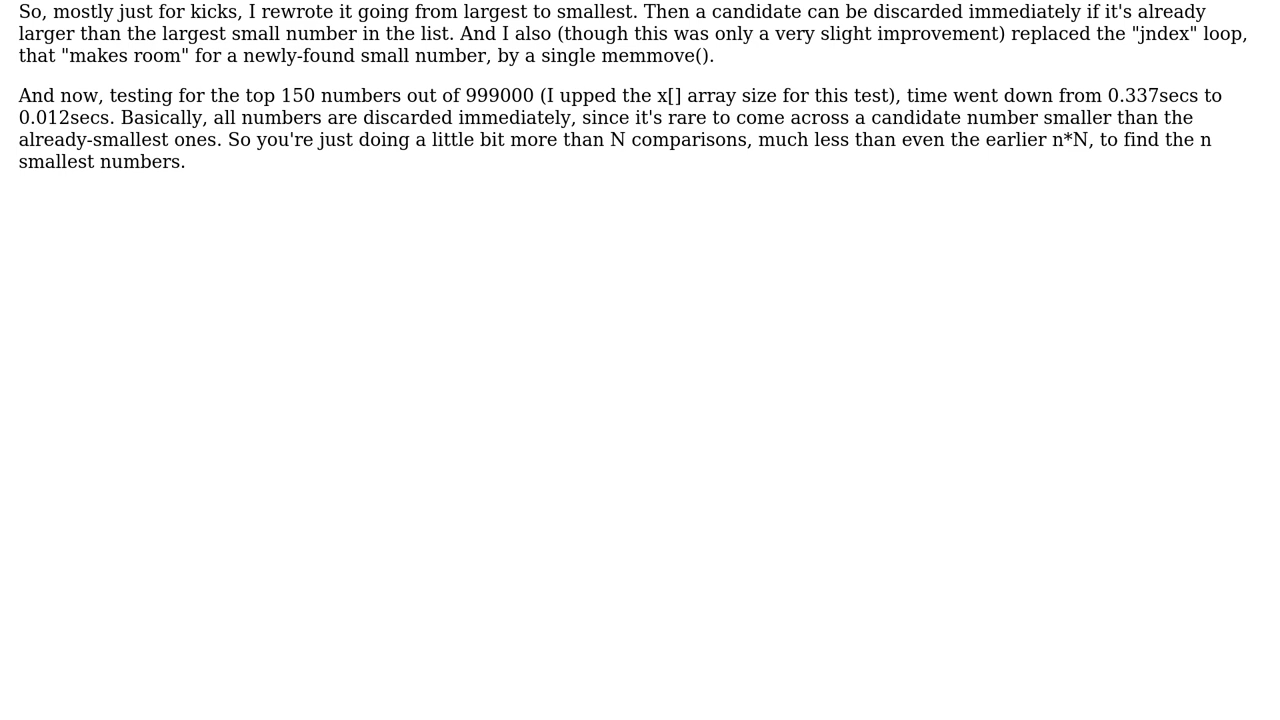 So, mostly just for kicks, I rewrote it going from largest to smallest. Then a candidate can be discarded immediately if it's already
larger than the largest small number in the list. And I also (though this was only a very slight improvement) replaced the "jndex" loop,
that "makes room" for a newly-found small number, by a single memmove().
And now, testing for the top 150 numbers out of 999000 (I upped the x[] array size for this test), time went down from 0.337secs to
0.012secs. Basically, all numbers are discarded immediately, since it's rare to come across a candidate number smaller than the
already-smallest ones. So you're just doing a little bit more than N comparisons, much less than even the earlier n*N, to find the n
smallest numbers.